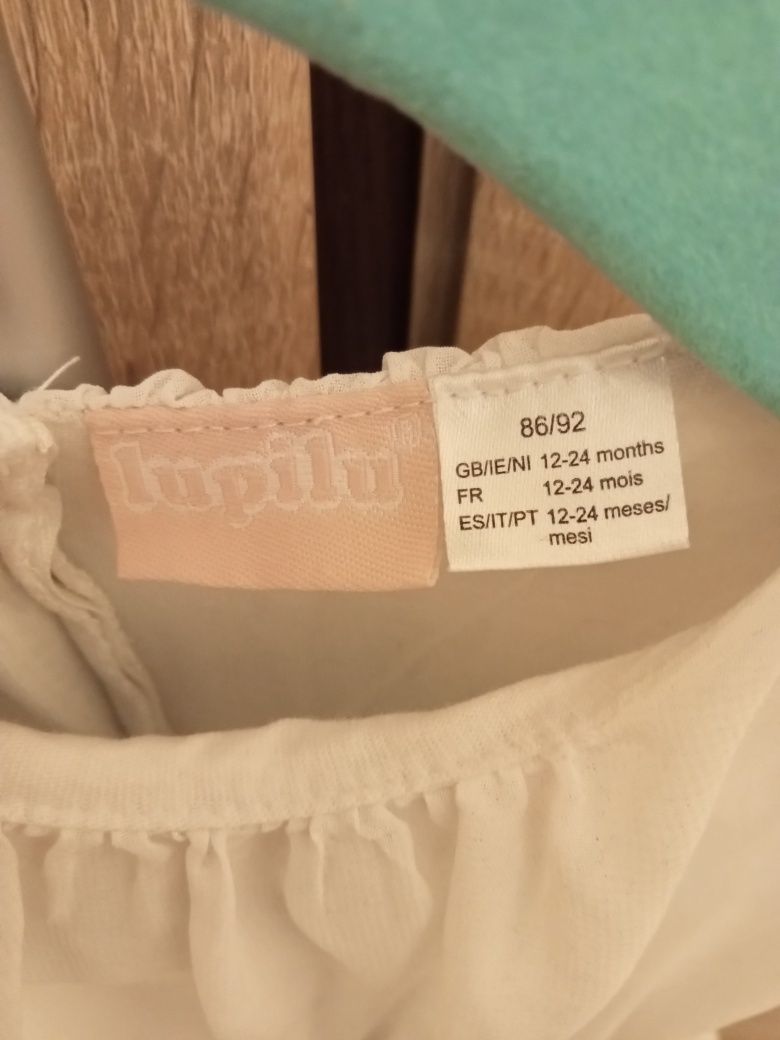 lupilu®
86/92
GB/IE/NI 12-24 months
FR 12-24 mois
ES/IT/PT 12-24 meses/
mesi